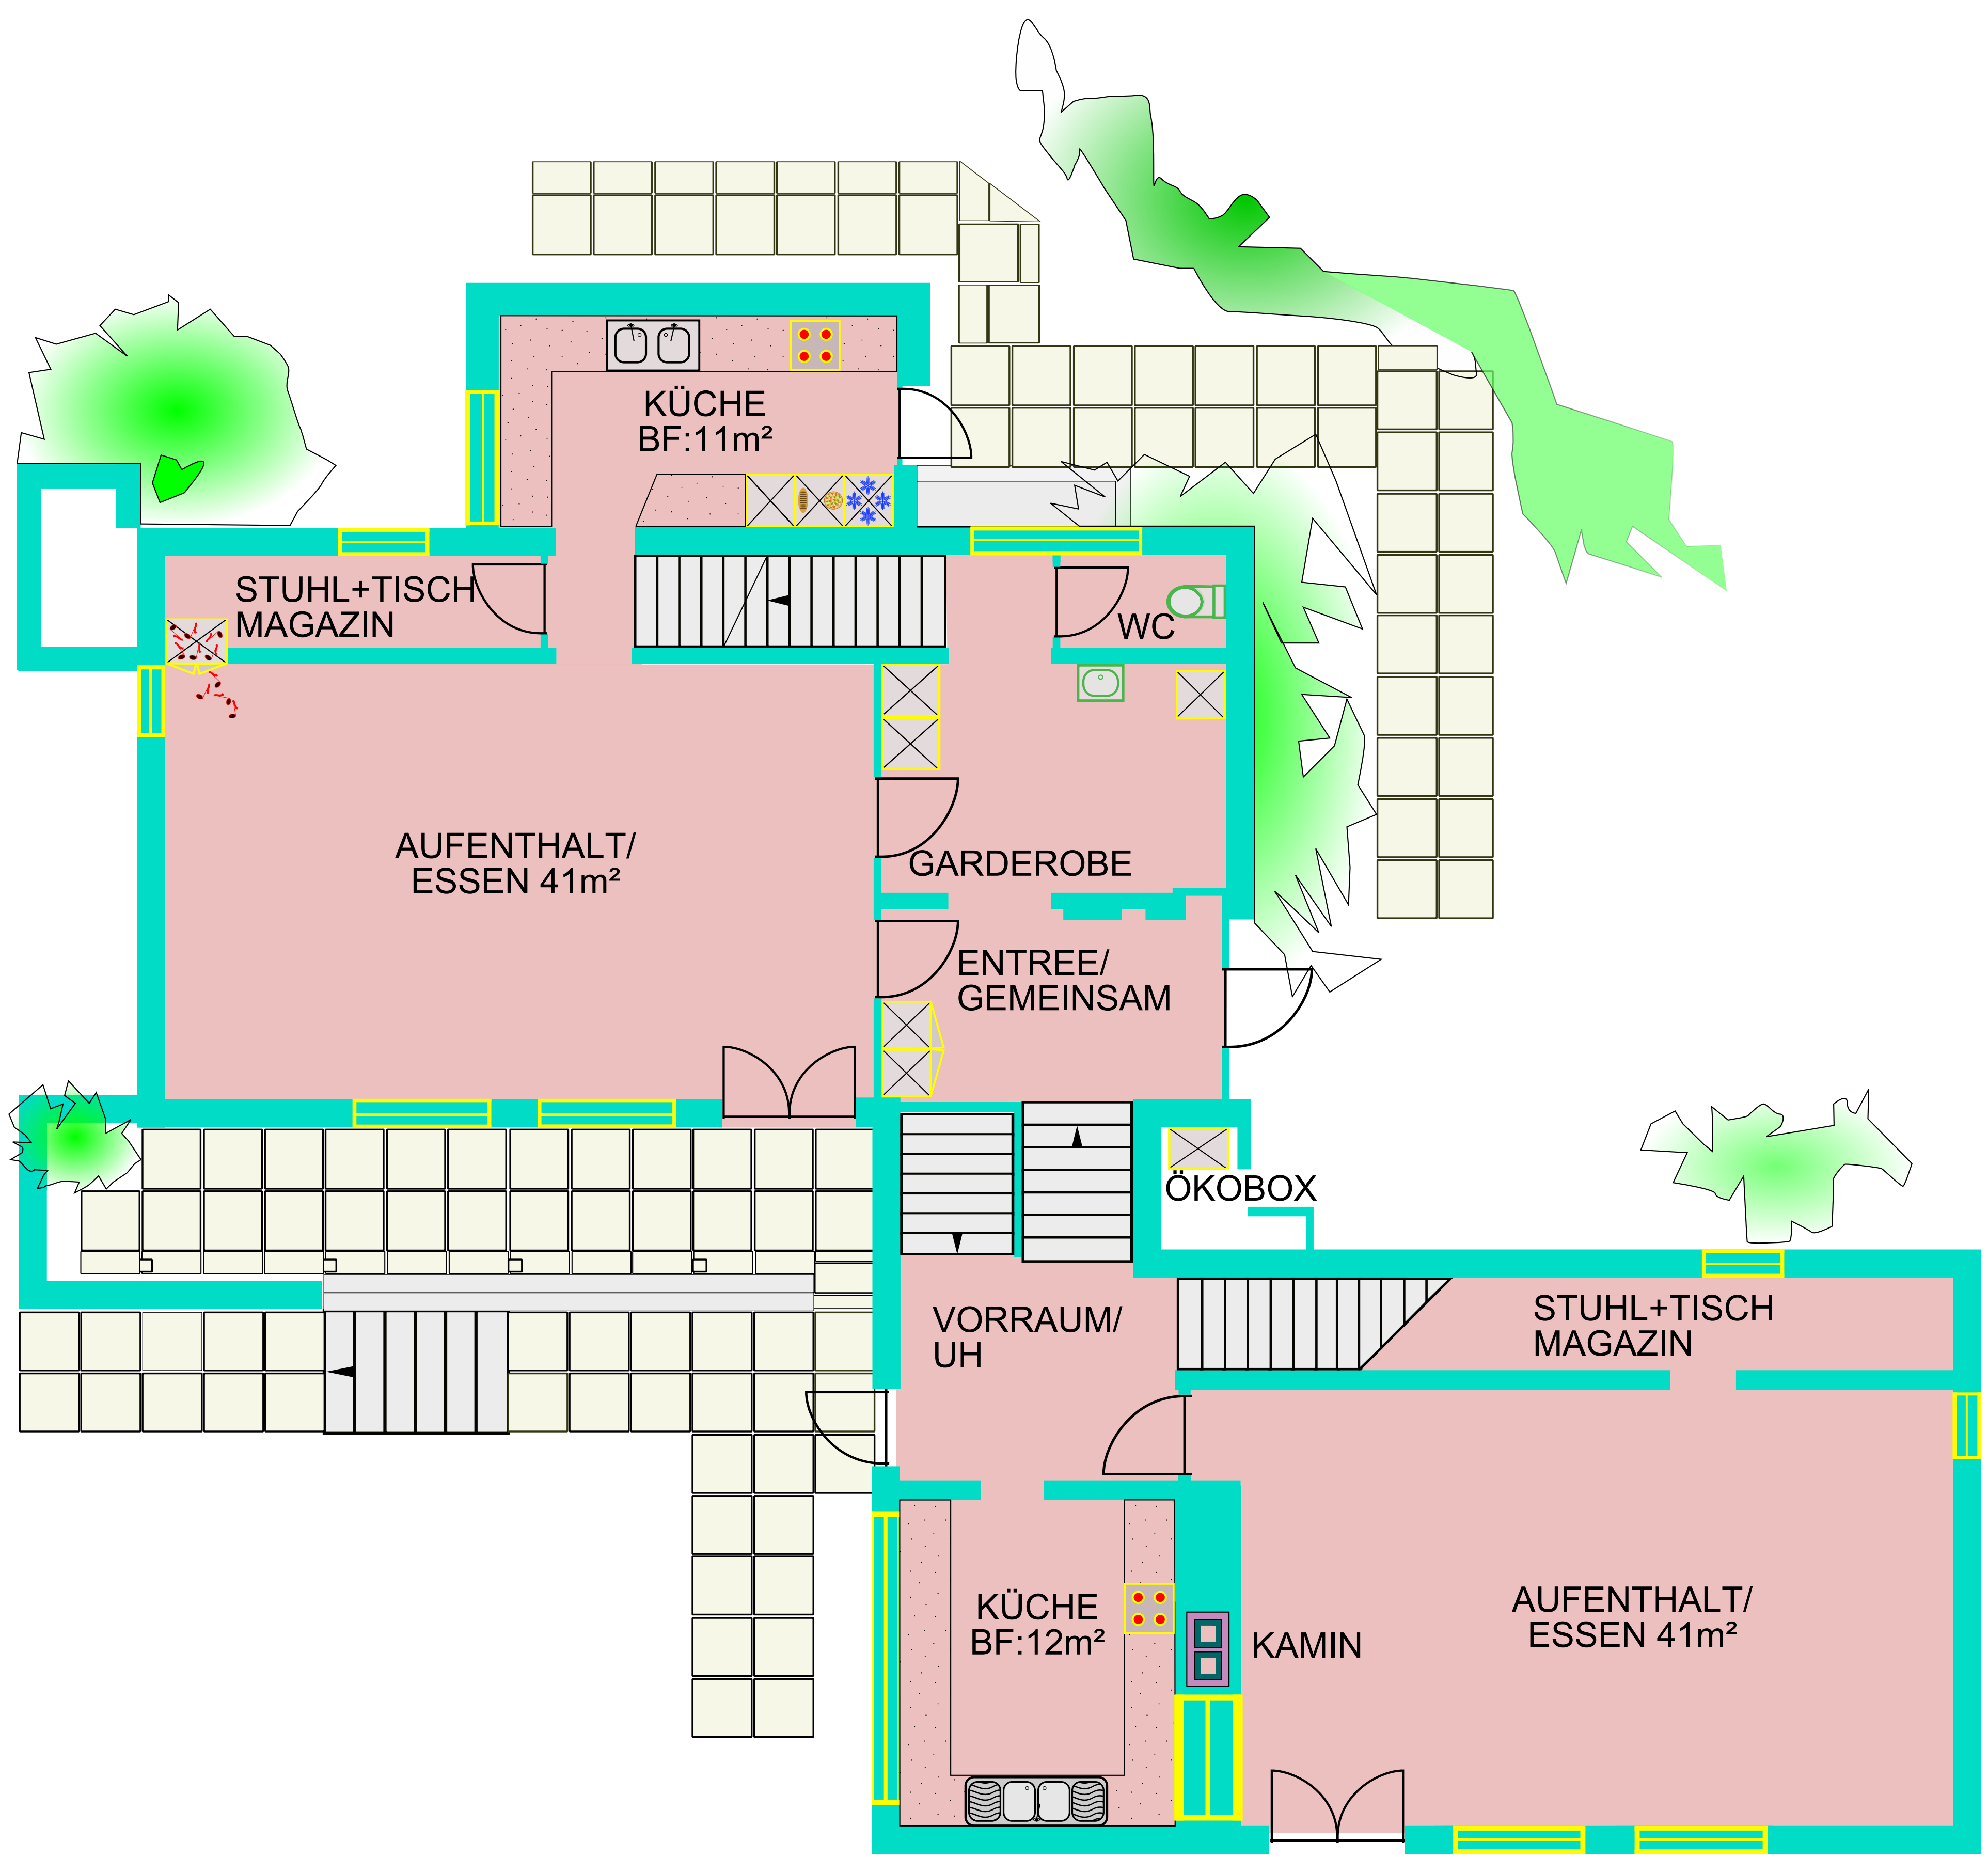 KÜCHE
BF:11m²
STUHL+TISCH
MAGAZIN
WC
AUFENTHALT/
ESSEN 41m²
GARDEROBE
ENTREE/
GEMEINSAM
ÖKOBOX
VORRAUM/
UH
STUHL+TISCH
MAGAZIN
KÜCHE
BF:12m²
KAMIN
AUFENTHALT/
ESSEN 41m²